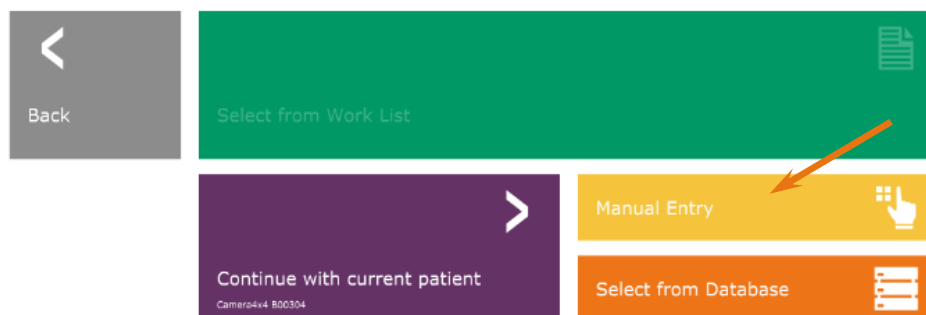 Back
Select from Work List
Manual Entry
Continue with current patient
Camera4x4 B00304
Select from Database